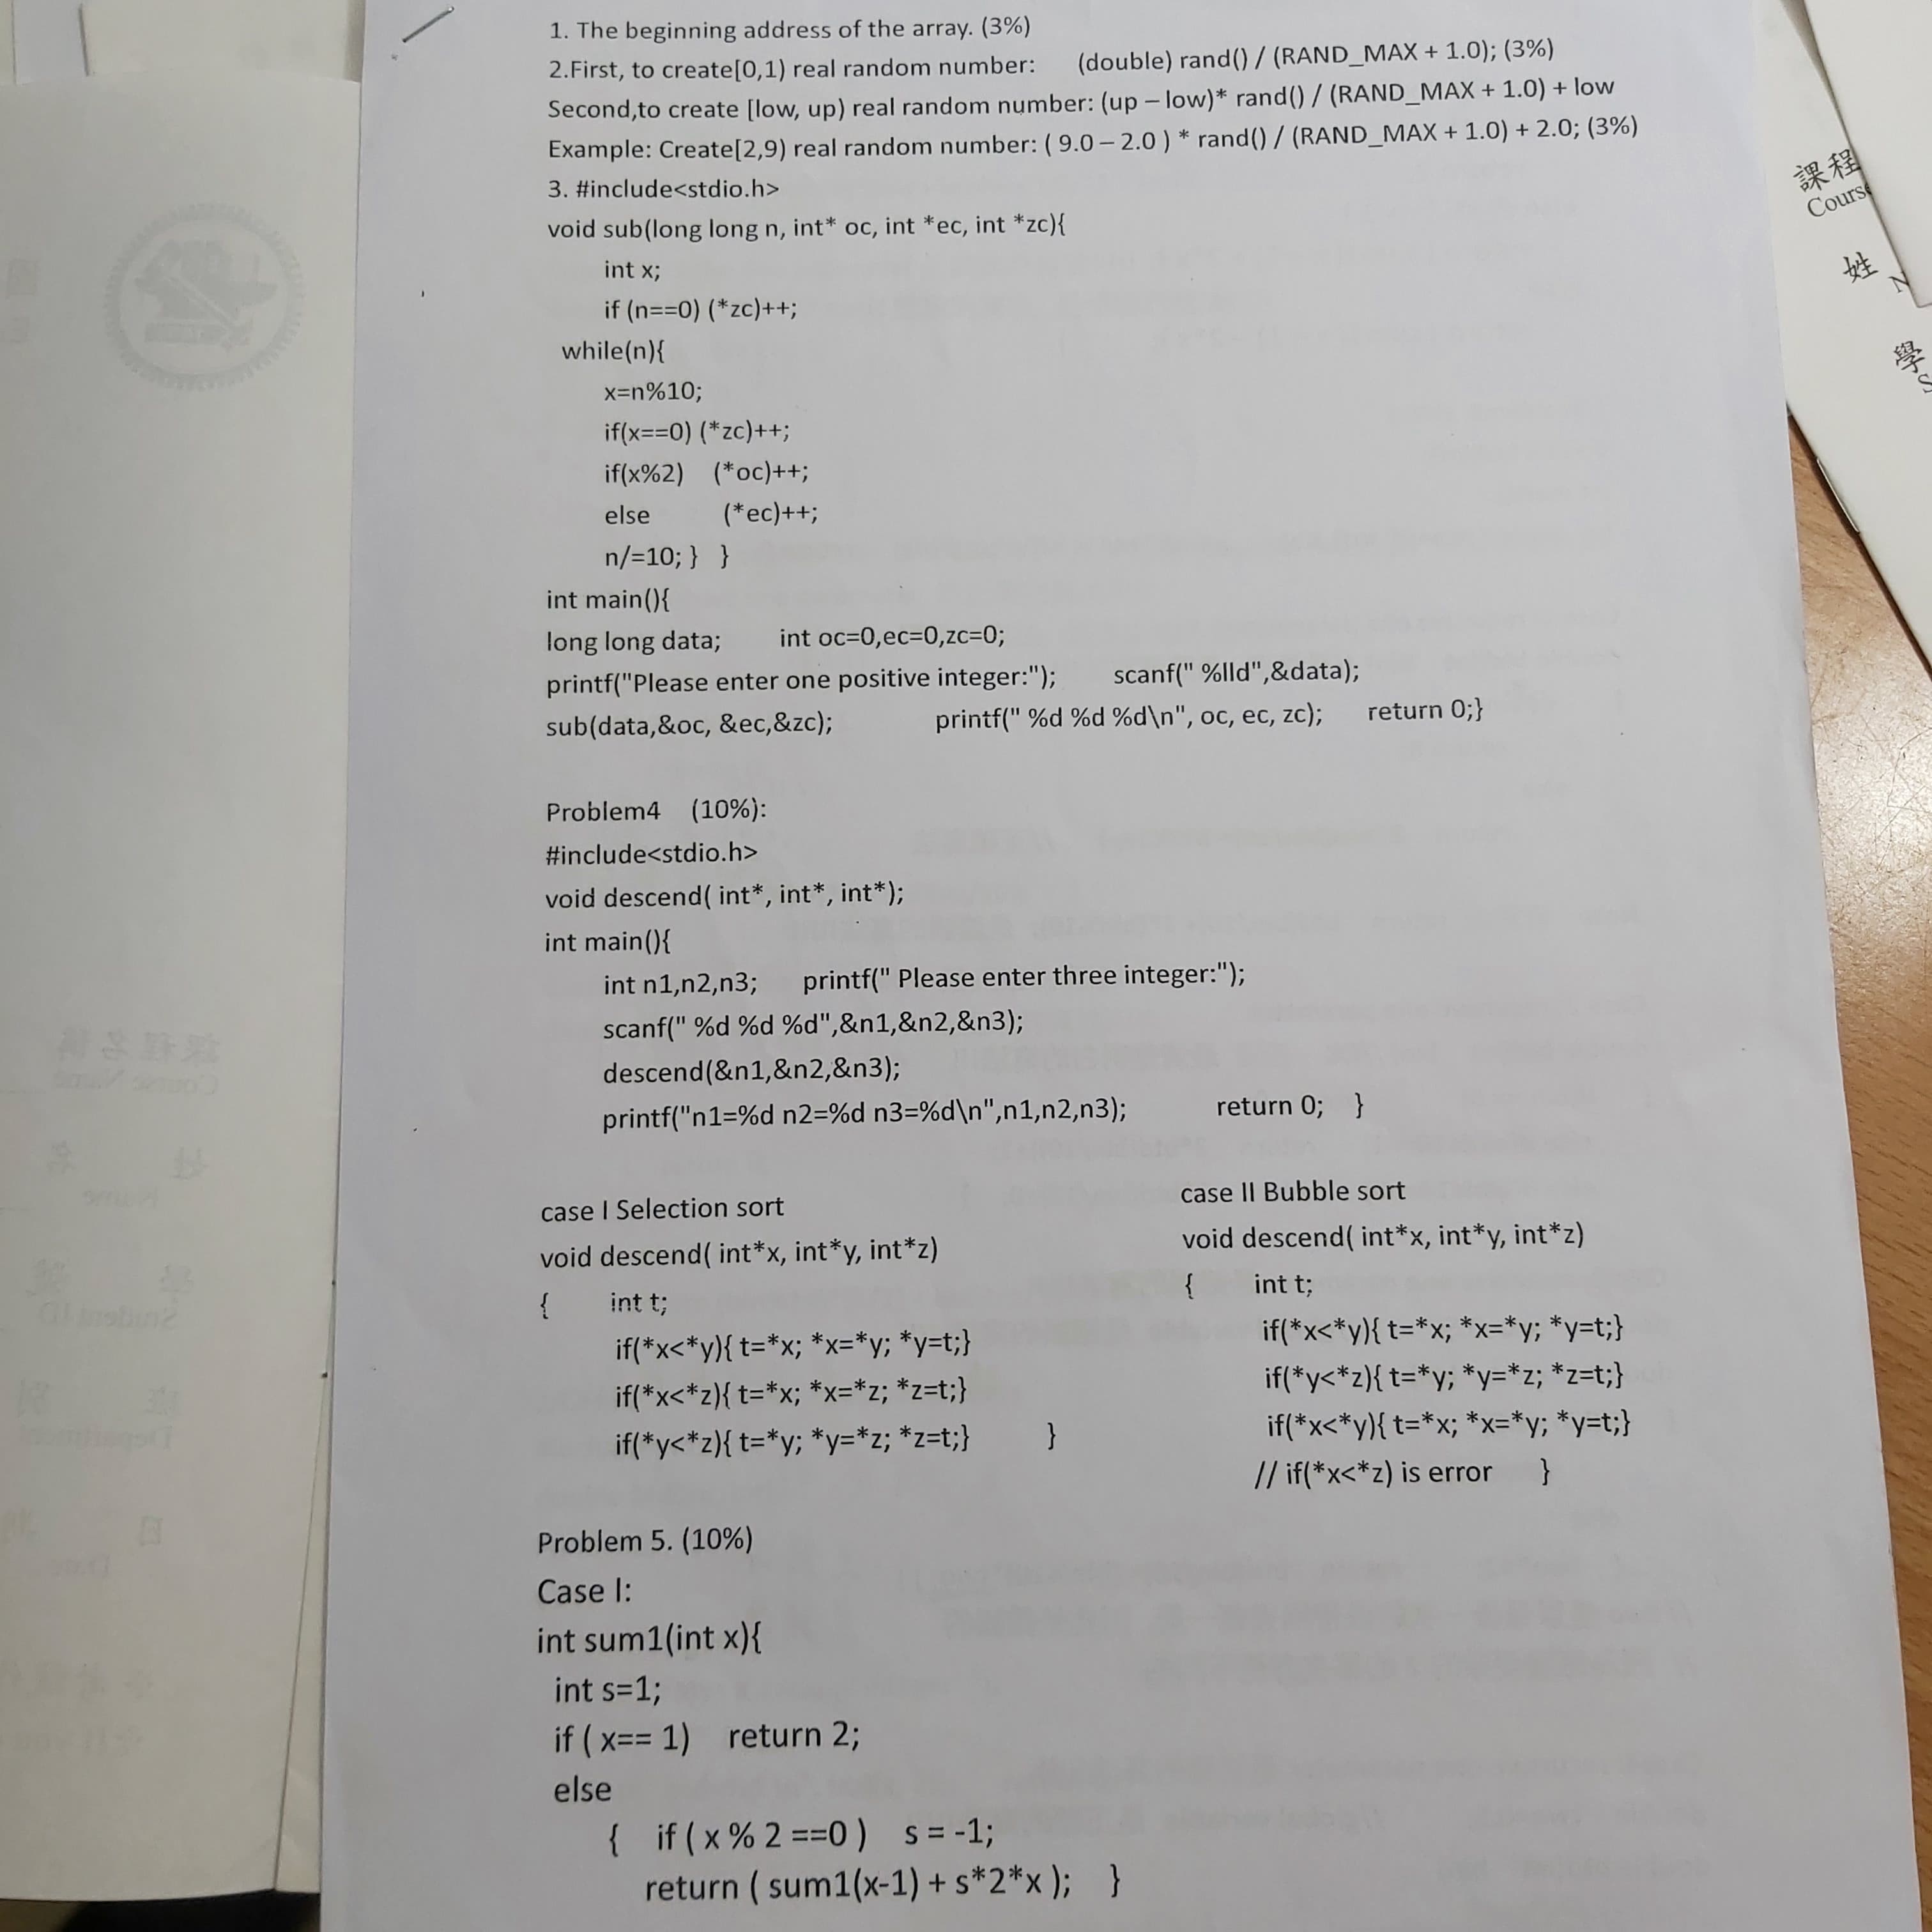 1. The beginning address of the array. (3%)
2.First, to create[0,1) real random number: (double) rand() / (RAND_MAX + 1.0); (3%)
Second,to create [low, up) real random number: (up – low)* rand() / (RAND_MAX + 1.0) + low
Example: Create[2,9) real random number: ( 9.0 – 2.0 ) * rand() / (RAND_MAX + 1.0) + 2.0; (3%)
3. #include<stdio.h>
void sub(long long n, int* oc, int *ec, int *zc){
int x;
if (n==0) (*zc)++;
while(n){
x=n%10;
if(x==0) (*zc)++;
if(x%2) (*oc)++;
else (*ec)++;
n/=10; } }
int main(){
long long data; int oc=0,ec=0,zc=0;
printf("Please enter one positive integer:"); scanf(" %lld",&data);
sub(data,&oc, &ec,&zc); printf(" %d %d %d\n", oc, ec, zc); return 0;}
Problem4 (10%):
#include<stdio.h>
void descend( int*, int*, int*);
int main(){
int n1,n2,n3; printf(" Please enter three integer:");
scanf(" %d %d %d",&n1,&n2,&n3);
descend(&n1,&n2,&n3);
printf("n1=%d n2=%d n3=%d\n",n1,n2,n3); return 0; }
case I Selection sort
void descend( int*x, int*y, int*z)
{ int t;
if(*x<*y){ t=*x; *x=*y; *y=t;}
if(*x<*z){ t=*x; *x=*z; *z=t;}
if(*y<*z){ t=*y; *y=*z; *z=t;} }
case II Bubble sort
void descend( int*x, int*y, int*z)
{ int t;
if(*x<*y){ t=*x; *x=*y; *y=t;}
if(*y<*z){ t=*y; *y=*z; *z=t;}
if(*x<*y){ t=*x; *x=*y; *y=t;}
// if(*x<*z) is error }
Problem 5. (10%)
Case I:
int sum1(int x){
int s=1;
if ( x== 1) return 2;
else
{ if ( x % 2 ==0 ) s = -1;
return ( sum1(x-1) + s*2*x ); }
課程
Course
姓
N
學
S